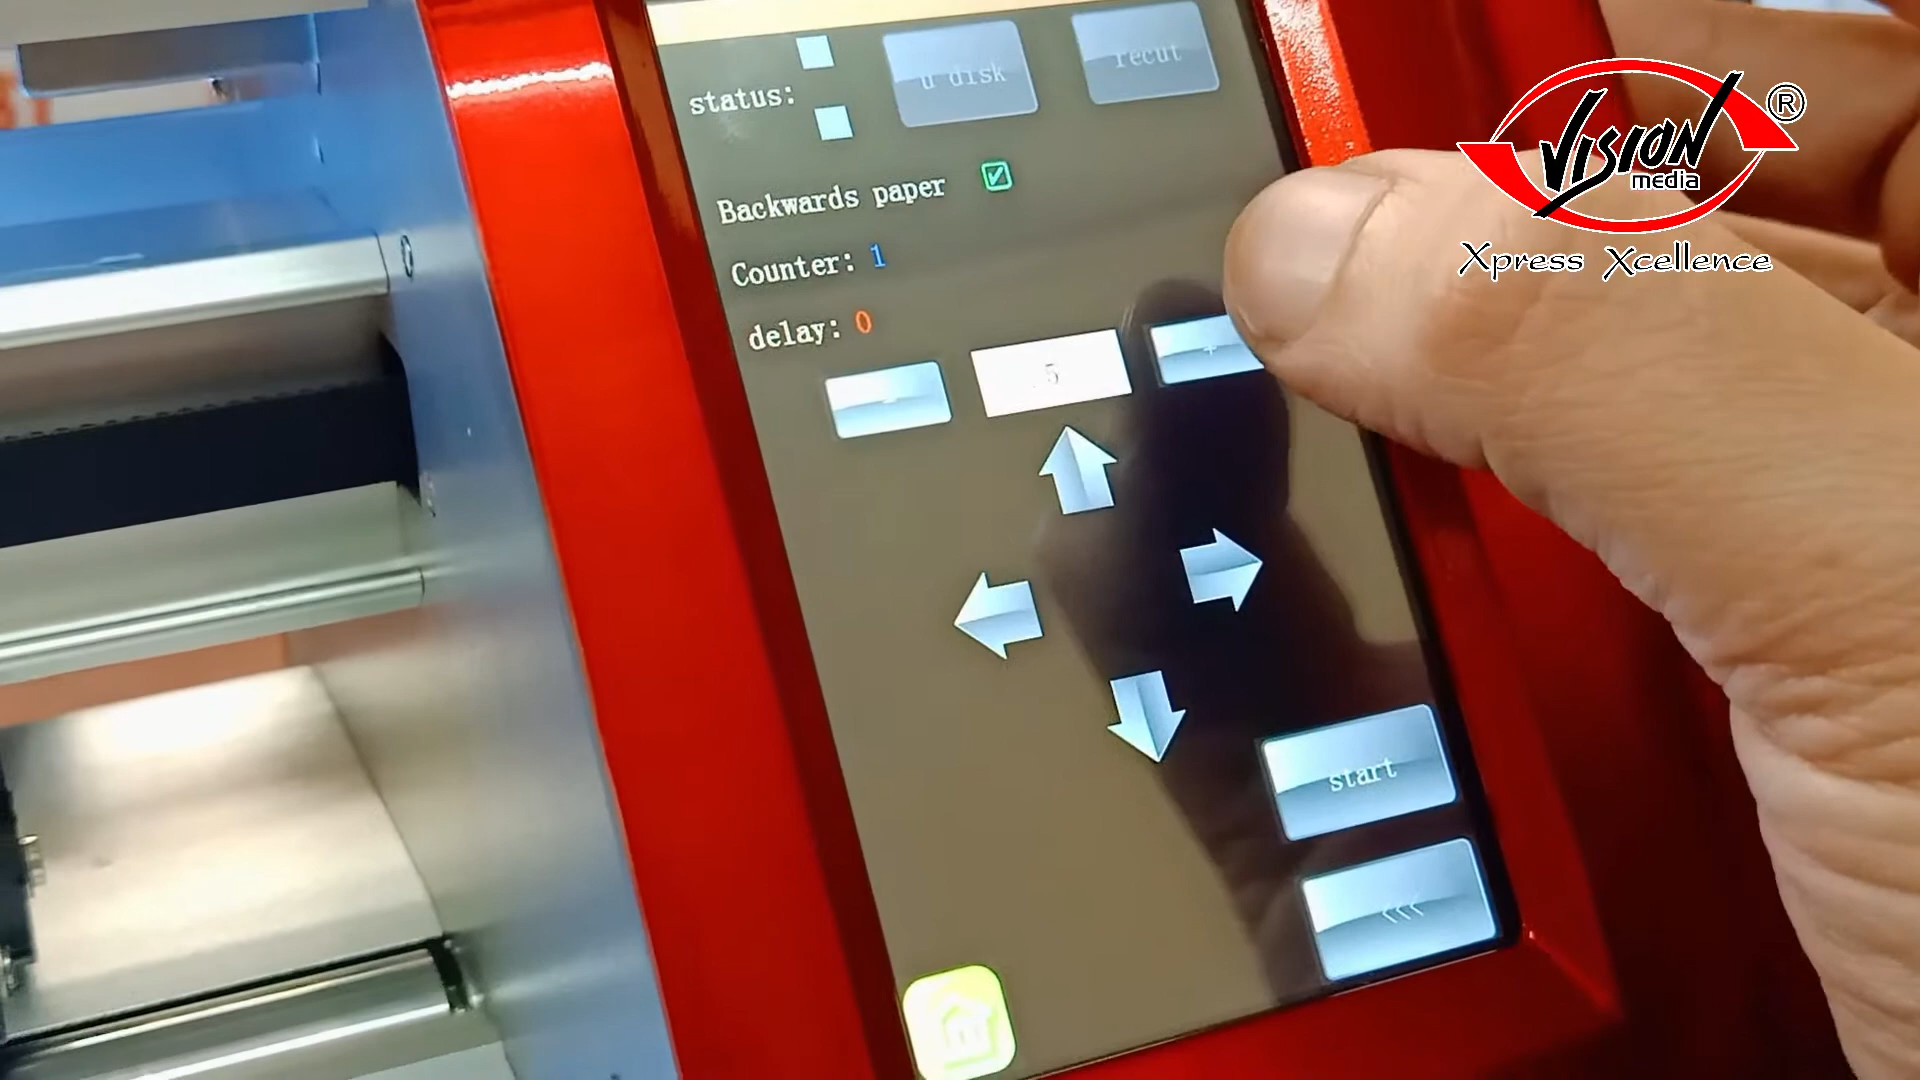 status:
u disk
recut
Backwards paper
Counter: 1
delay: 0
-
5
+
start
<<<
VISION
media
®
Xpress Xcellence